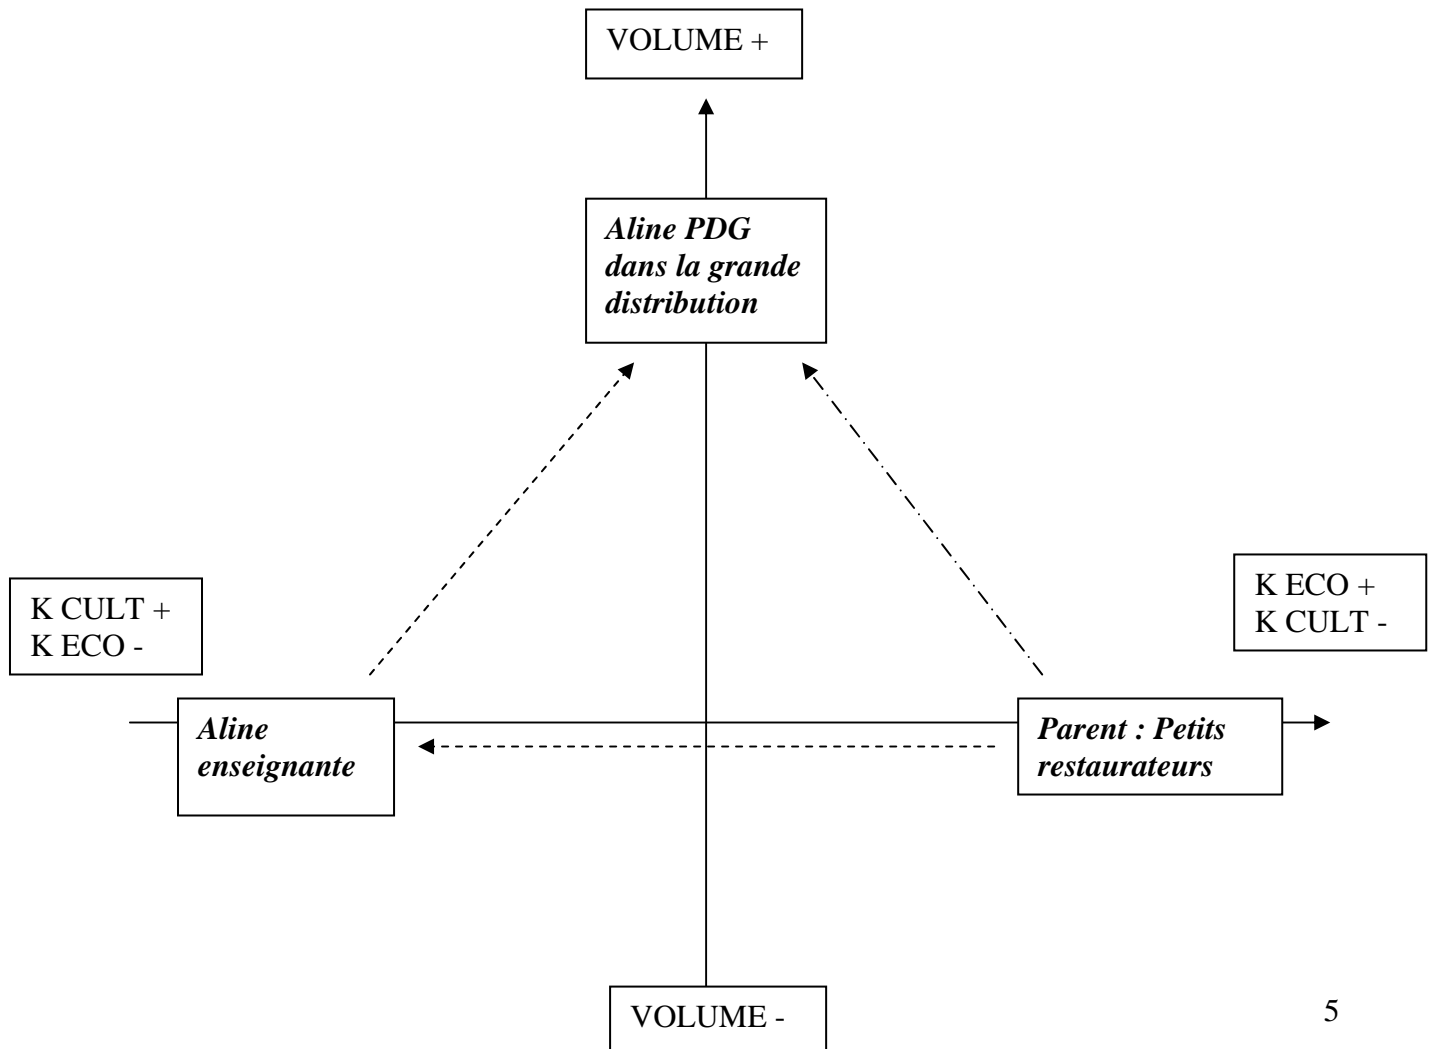 VOLUME +
Aline PDG
dans la grande
distribution
K CULT +
K ECO -
K ECO +
K CULT -
Aline
enseignante
Parent : Petits
restaurateurs
VOLUME -
5